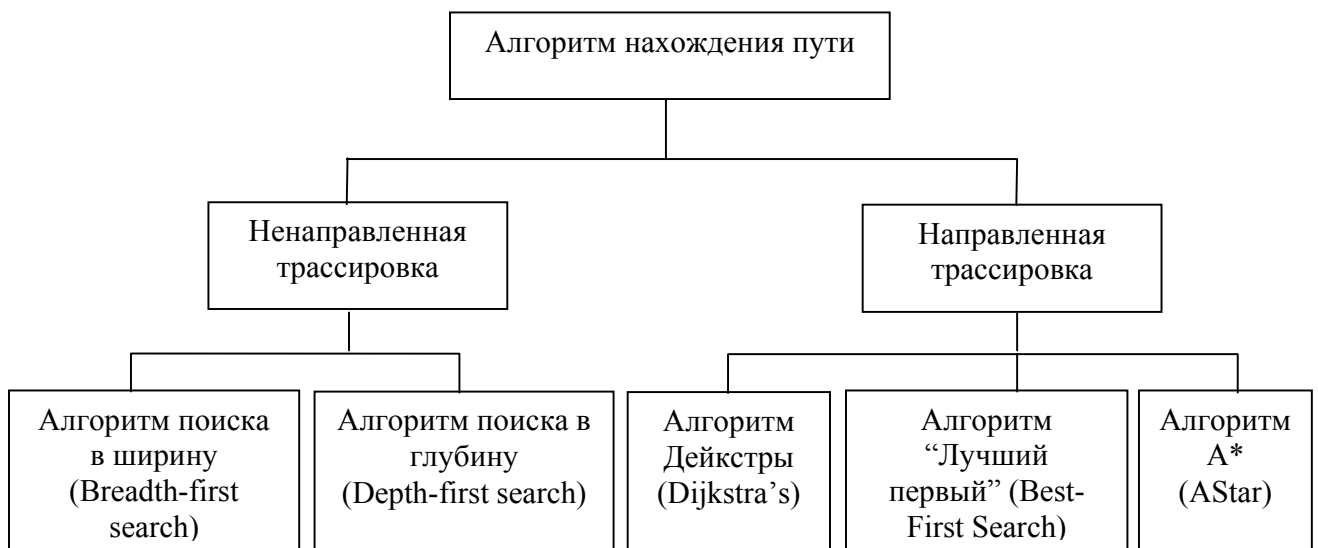 Алгоритм нахождения пути
Ненаправленная
трассировка
Направленная
трассировка
Алгоритм поиска
в ширину
(Breadth-first
search)
Алгоритм поиска в
глубину
(Depth-first search)
Алгоритм
Дейкстры
(Dijkstra’s)
Алгоритм
“Лучший
первый” (Best-
First Search)
Алгоритм
A*
(AStar)